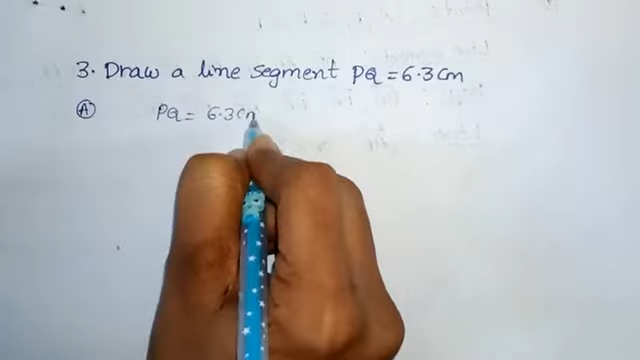 3. Draw a line segment PQ = 6.3 cm
A) PQ = 6.3 cm